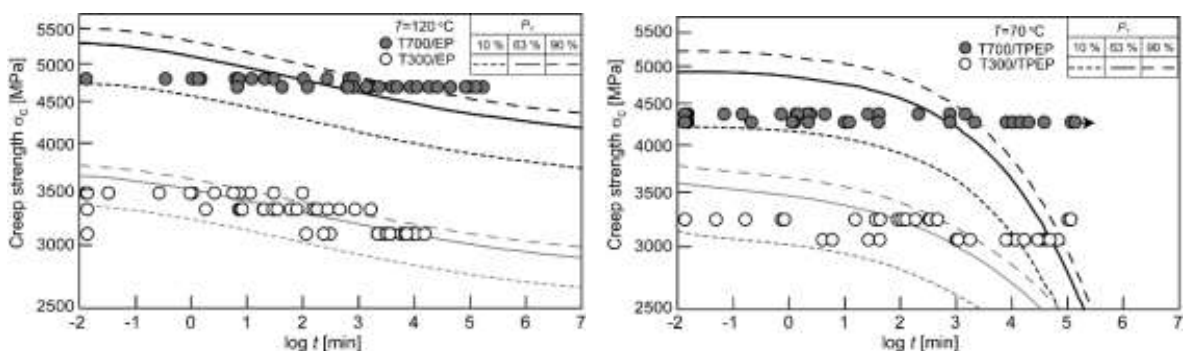 T=120 °C
Pf
10 % 63 % 90 %
T700/EP
T300/EP
5500
5000
4500
4000
3500
3000
2500
Creep strength σc [MPa]
-2 -1 0 1 2 3 4 5 6 7
log t [min]
T=70 °C
10 % 63 % 90 %
T700/TPEP
T300/TPEP
5500
5000
4500
4000
3500
3000
2500
Creep strength σc [MPa]
-2 -1 0 1 2 3 4 5 6 7
log t [min]